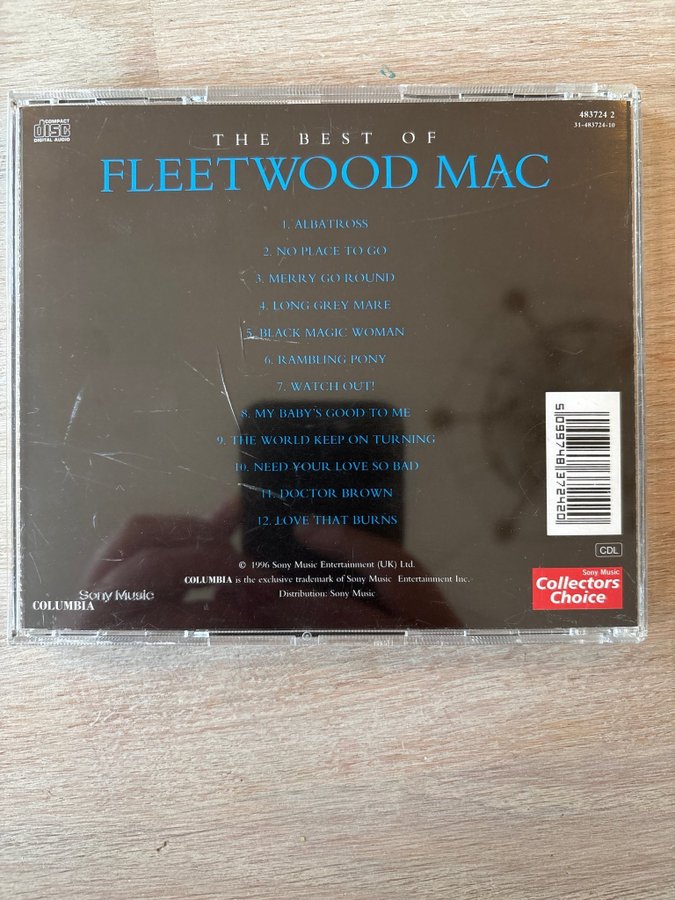 COMPACT
disc
DIGITAL AUDIO
483724 2
31-483724-10
THE BEST OF
FLEETWOOD MAC
1. ALBATROSS
2. NO PLACE TO GO
3. MERRY GO ROUND
4. LONG GREY MARE
5. BLACK MAGIC WOMAN
6. RAMBLING PONY
7. WATCH OUT!
8. MY BABY'S GOOD TO ME
9. THE WORLD KEEP ON TURNING
10. NEED YOUR LOVE SO BAD
11. DOCTOR BROWN
12. LOVE THAT BURNS
5 099748 372420
CDL
© 1996 Sony Music Entertainment (UK) Ltd.
COLUMBIA is the exclusive trademark of Sony Music Entertainment Inc.
Distribution: Sony Music
Sony Music
COLUMBIA
Sony Music
Collectors
Choice